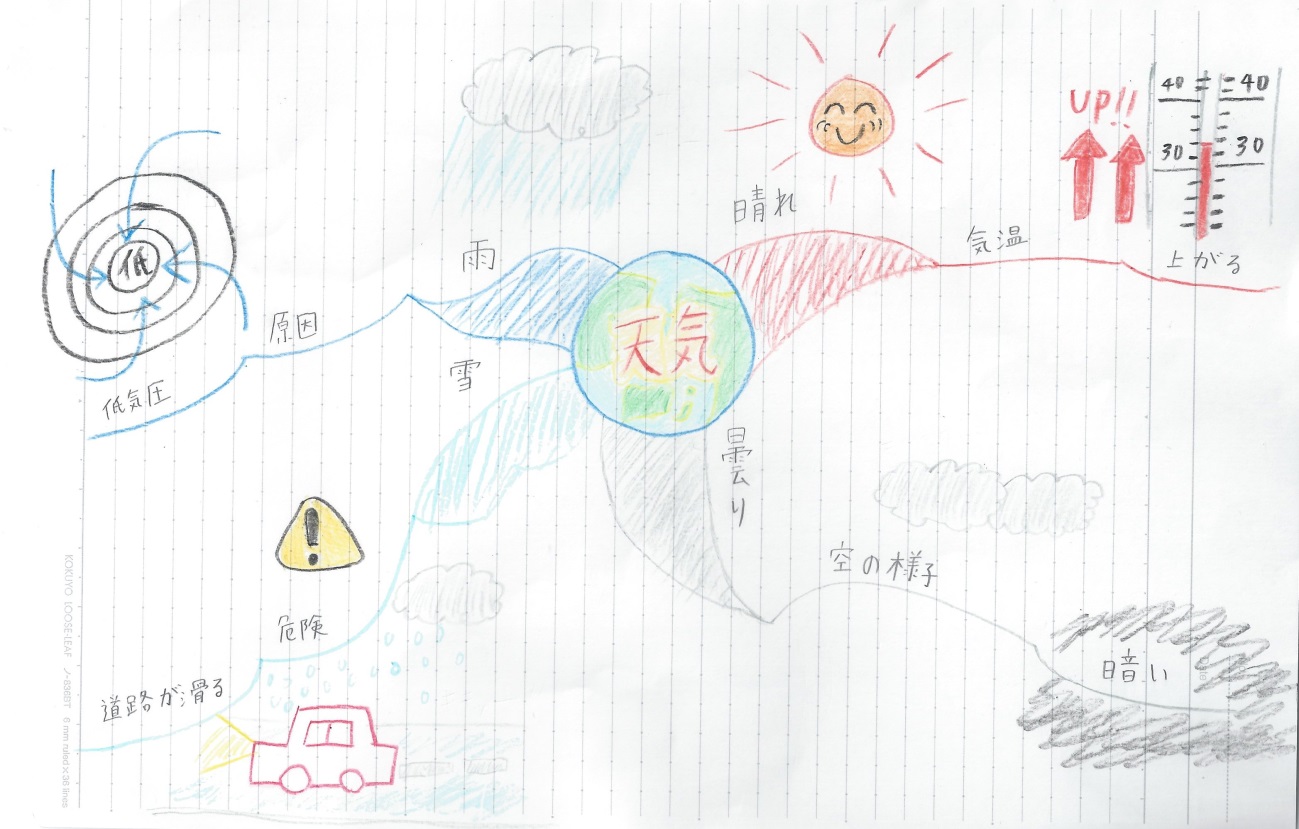 天気
晴れ
気温
上がる
UP!!
40
40
30
30
雨
原因
低気圧
低
雪
危険
!
道路が滑る
曇り
空の様子
暗い
KOKUYO LOOSE-LEAF ノ-836BT 6 mm ruled × 36 lines